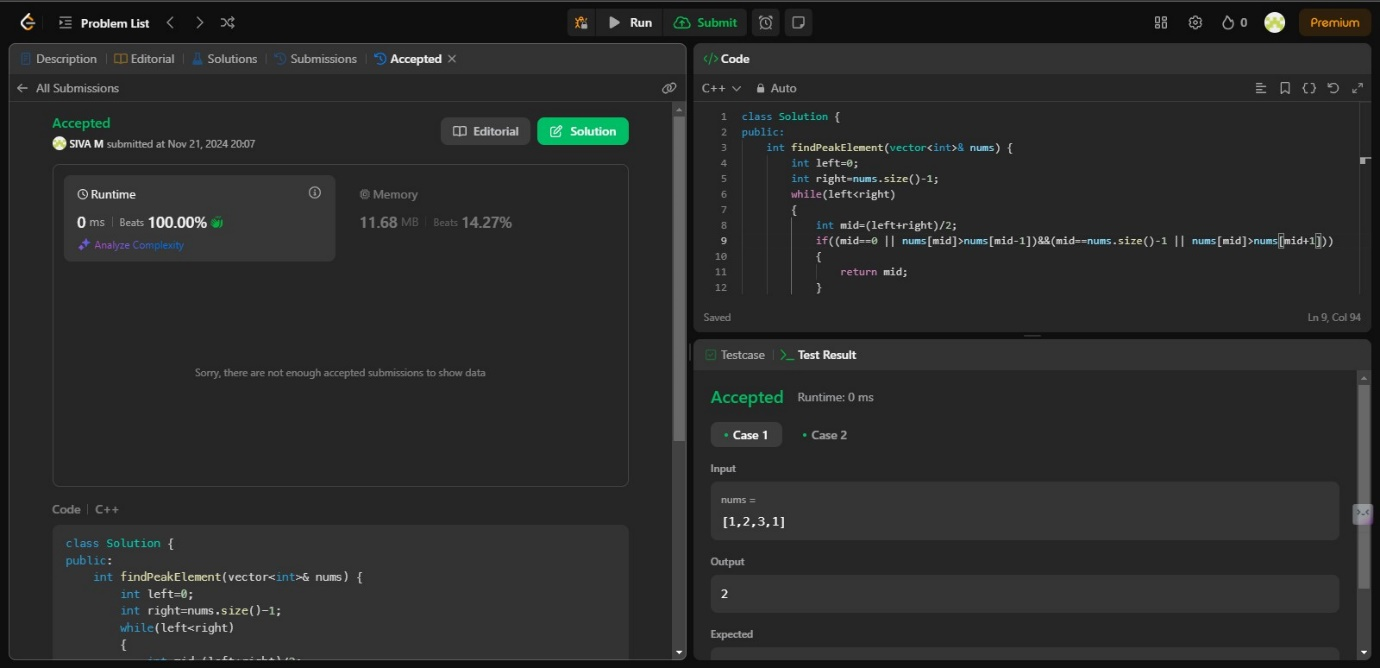 Problem List
Run
Submit
0
Premium
Description | Editorial | Solutions | Submissions | Accepted
All Submissions
Accepted
SIVA M submitted at Nov 21, 2024 20:07
Editorial
Solution
Runtime
0 ms | Beats 100.00%
Analyze Complexity
Memory
11.68 MB | Beats 14.27%
Sorry, there are not enough accepted submissions to show data
Code | C++
class Solution {
public:
int findPeakElement(vector<int>& nums) {
int left=0;
int right=nums.size()-1;
while(left<right)
{
Code
C++
Auto
1 class Solution {
2 public:
3 int findPeakElement(vector<int>& nums) {
4 int left=0;
5 int right=nums.size()-1;
6 while(left<right)
7 {
8 int mid=(left+right)/2;
9 if((mid==0 || nums[mid]>nums[mid-1])&&(mid==nums.size()-1 || nums[mid]>nums[mid+1]))
10 {
11 return mid;
12 }
Saved
Ln 9, Col 94
Testcase | Test Result
Accepted Runtime: 0 ms
Case 1
Case 2
Input
nums =
[1,2,3,1]
Output
2
Expected